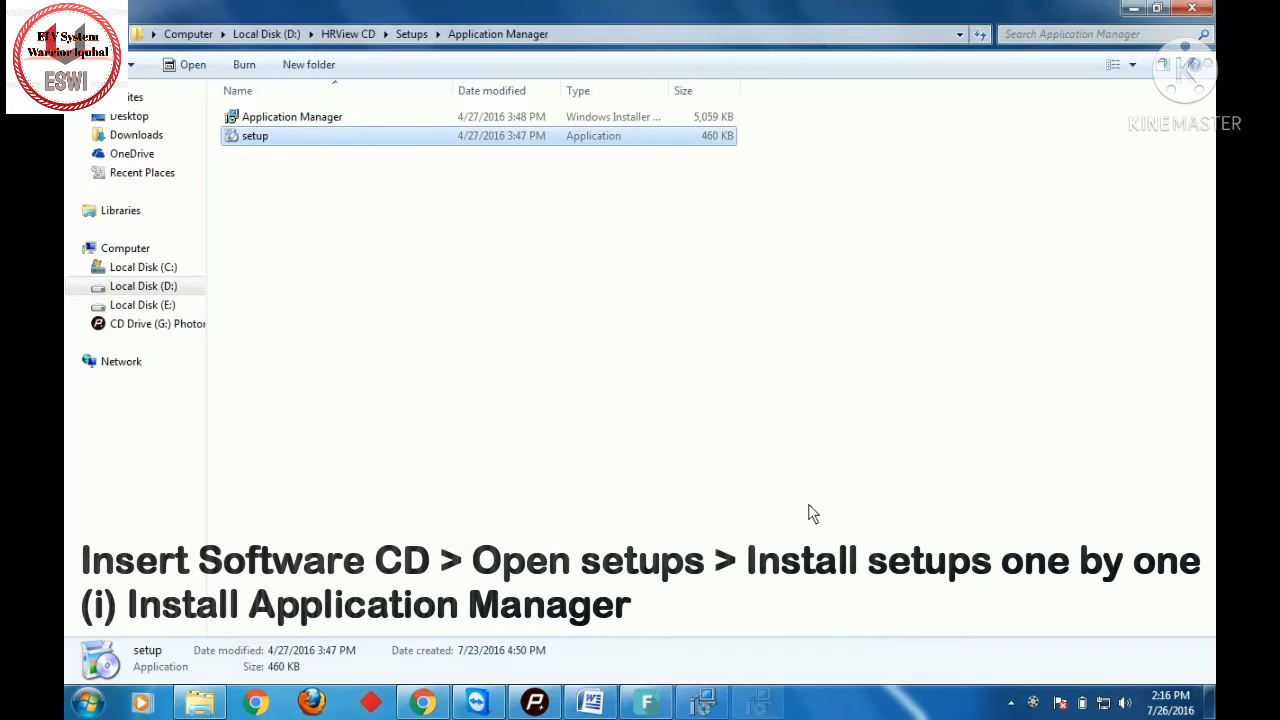 ELV System
Warrior Iqubal
ESWI
Computer
Local Disk (D:)
HRView CD
Setups
Application Manager
Search Application Manager
Open
Burn
New folder
KINEMASTER
Name
Date modified
Type
Size
Application Manager
4/27/2016 3:48 PM
Windows Installer ...
5,059 KB
setup
4/27/2016 3:47 PM
Application
460 KB
Desktop
Downloads
OneDrive
Recent Places
Libraries
Computer
Local Disk (C:)
Local Disk (D:)
Local Disk (E:)
CD Drive (G:) Photon
Network
Insert Software CD > Open setups > Install setups one by one
(i) Install Application Manager
setup
Date modified: 4/27/2016 3:47 PM
Date created: 7/23/2016 4:50 PM
Application
Size: 460 KB
2:16 PM
7/26/2016